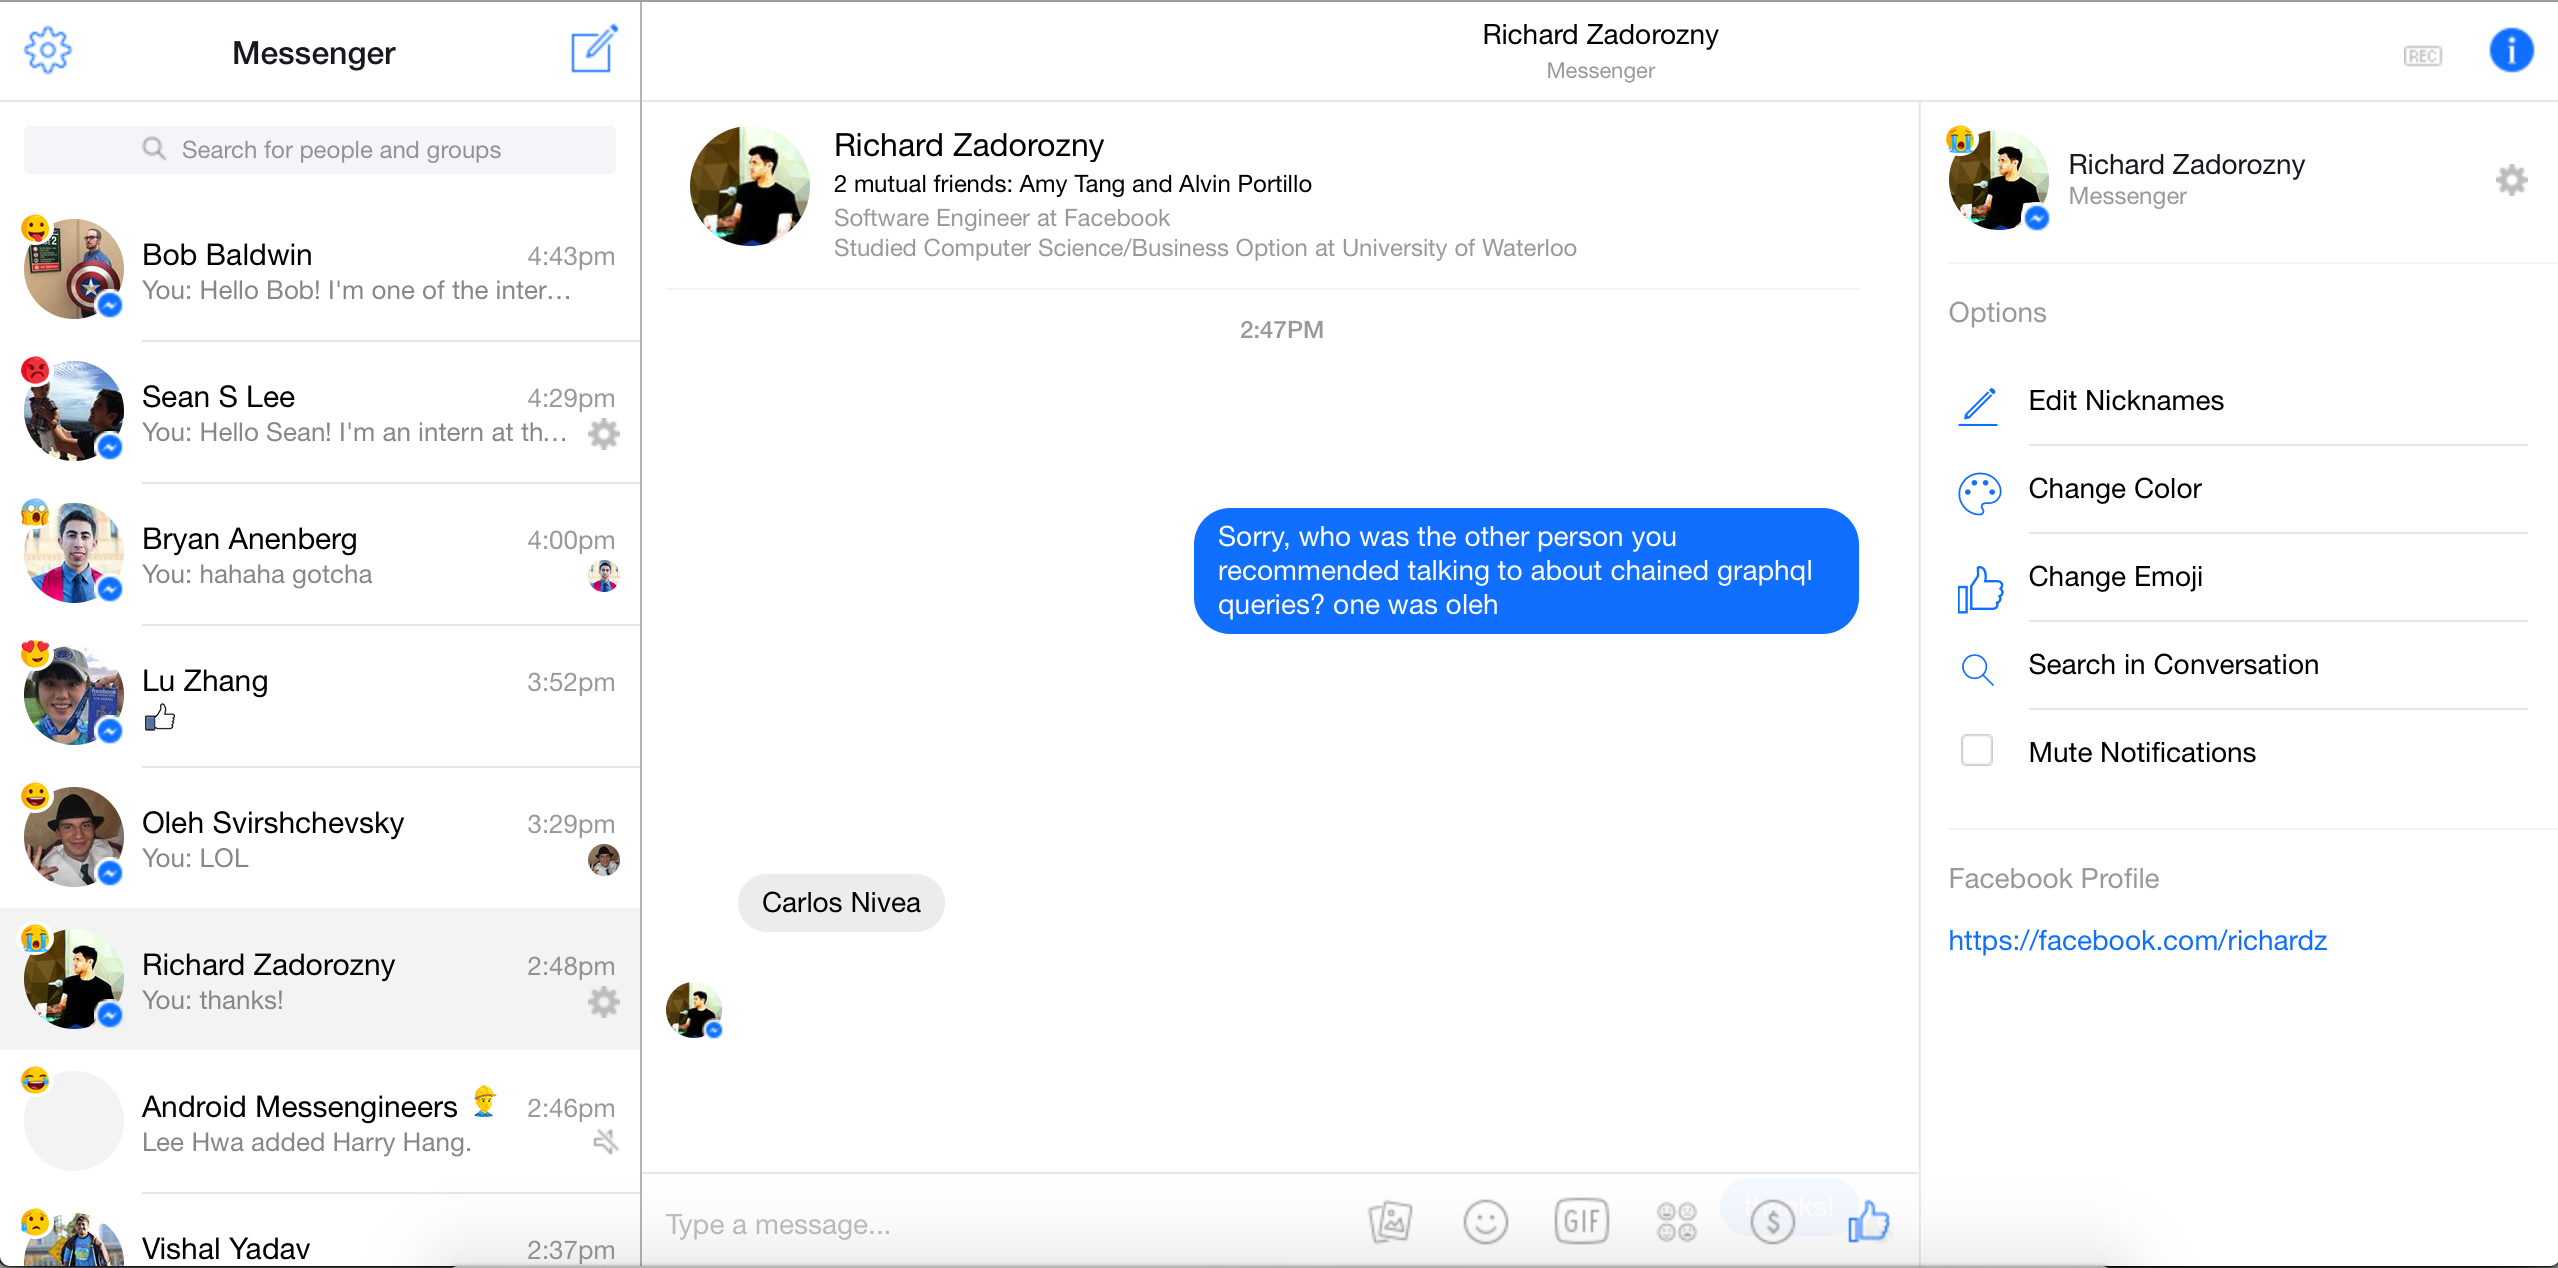 Messenger
Search for people and groups
Bob Baldwin 4:43pm
You: Hello Bob! I'm one of the inter...
Sean S Lee 4:29pm
You: Hello Sean! I'm an intern at th...
Bryan Anenberg 4:00pm
You: hahaha gotcha
Lu Zhang 3:52pm
Oleh Svirshchevsky 3:29pm
You: LOL
Richard Zadorozny 2:48pm
You: thanks!
Android Messengineers 2:46pm
Lee Hwa added Harry Hang.
Vishal Yadav 2:37pm
Richard Zadorozny
Messenger
REC
Richard Zadorozny
2 mutual friends: Amy Tang and Alvin Portillo
Software Engineer at Facebook
Studied Computer Science/Business Option at University of Waterloo
2:47PM
Sorry, who was the other person you
recommended talking to about chained graphql
queries? one was oleh
Carlos Nivea
thanks!
Type a message...
GIF
Richard Zadorozny
Messenger
Options
Edit Nicknames
Change Color
Change Emoji
Search in Conversation
Mute Notifications
Facebook Profile
https://facebook.com/richardz